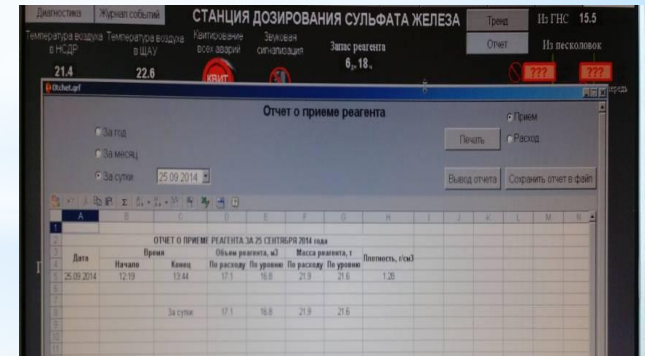 Диагностика Журнал событий СТАНЦИЯ ДОЗИРОВАНИЯ СУЛЬФАТА ЖЕЛЕЗА Тренд Из ГНС 15.5
Температура воздуха в НСДР Температура воздуха в ЩАУ Квитирование всех аварий Звуковая сигнализация Запас реагента Отчет Из песколовок
21.4 22.6 КВИТ ??? ???
Otchet.grf
Отчет о приеме реагента
За год
За месяц
За сутки 25.09.2014
Прием
Расход
Печать
Вывод отчета Сохранить отчет в файл
A B C D E F G H I J K L M N
ОТЧЕТ О ПРИЕМЕ РЕАГЕНТА ЗА 25 СЕНТЯБРЯ 2014 года
Дата Время Объем реагента, м3 Масса реагента, т Плотность, г/см3
Начало Конец По расходу По уровню По расходу По уровню
25.09.2014 12:19 13:44 17.1 16.8 21.9 21.6 1.28
За сутки 17.1 16.8 21.9 21.6